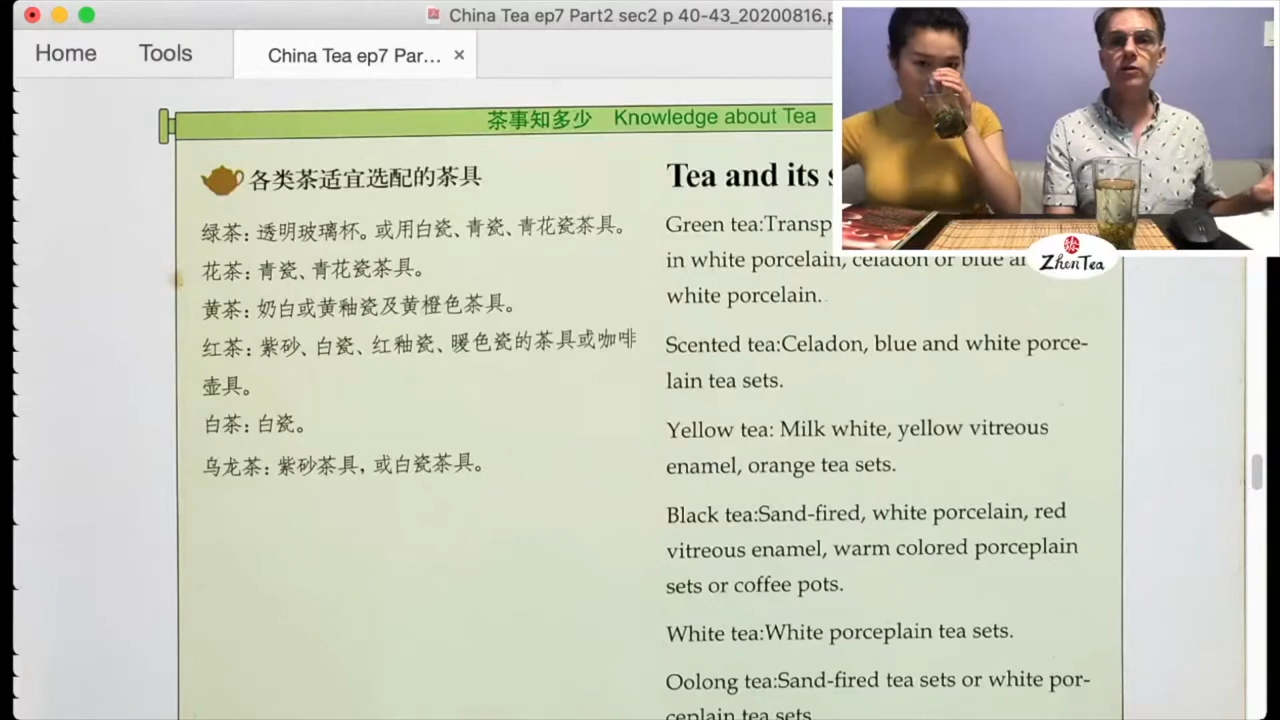 China Tea ep7 Part2 sec2 p 40-43_20200816.p
Home
Tools
China Tea ep7 Par...
×
茶事知多少 Knowledge about Tea
各类茶适宜选配的茶具
绿茶：透明玻璃杯。或用白瓷、青瓷、青花瓷茶具。
花茶：青瓷、青花瓷茶具。
黄茶：奶白或黄釉瓷及黄橙色茶具。
红茶：紫砂、白瓷、红釉瓷、暖色瓷的茶具或咖啡
壶具。
白茶：白瓷。
乌龙茶：紫砂茶具，或白瓷茶具。
Tea and its
Green tea:Transp
in white porcelain, celadon or blue an
white porcelain.
Scented tea:Celadon, blue and white porce-
lain tea sets.
Yellow tea: Milk white, yellow vitreous
enamel, orange tea sets.
Black tea:Sand-fired, white porcelain, red
vitreous enamel, warm colored porceplain
sets or coffee pots.
White tea:White porceplain tea sets.
Oolong tea:Sand-fired tea sets or white por-
ceplain tea sets
ZhenTea